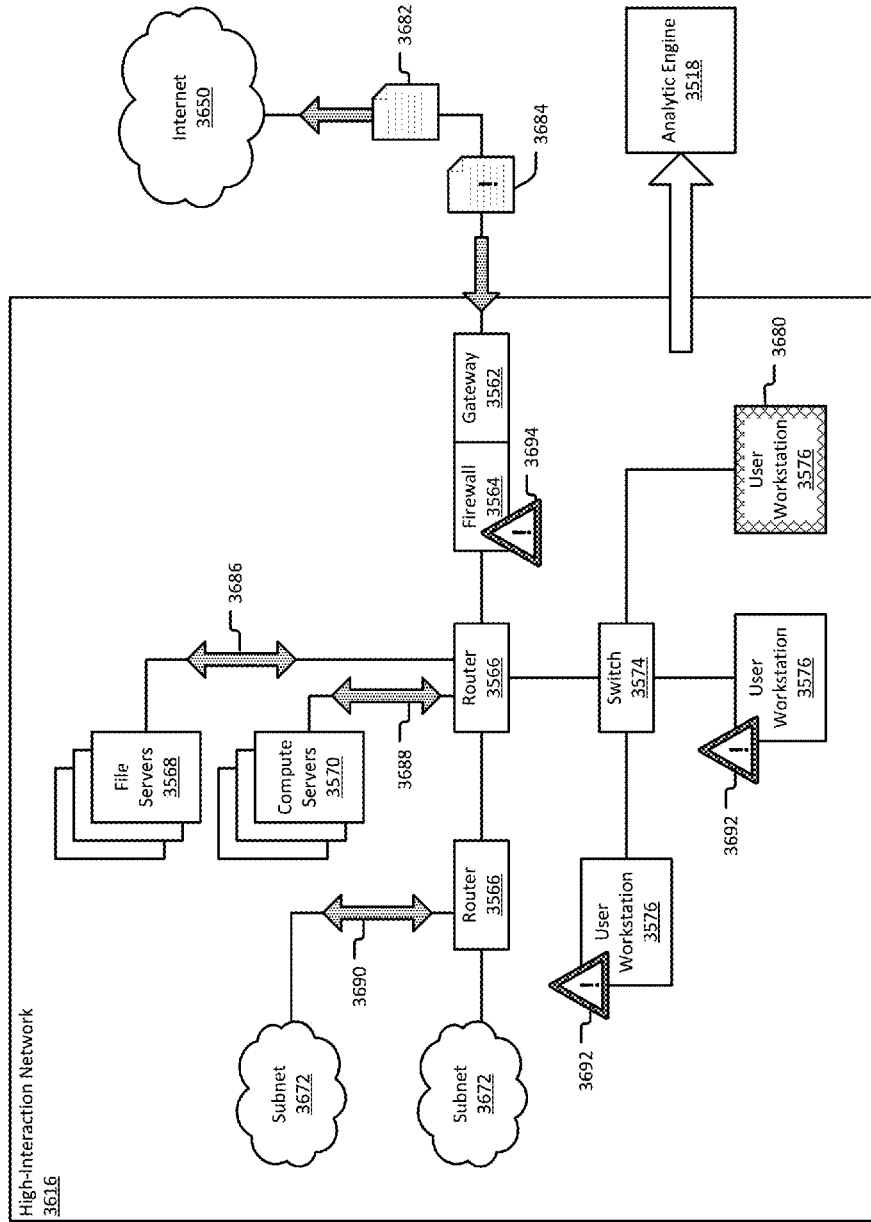 High-Interaction Network
3616
Subnet
3672
Subnet
3672
3690
Router
3566
File
Servers
3568
Compute
Servers
3570
3686
3688
Router
3566
Firewall
3564
Gateway
3562
!
3694
Internet
3650
3682
!
3684
Analytic Engine
3518
Switch
3574
User
Workstation
3576
!
3692
User
Workstation
3576
!
3692
User
Workstation
3576
3680